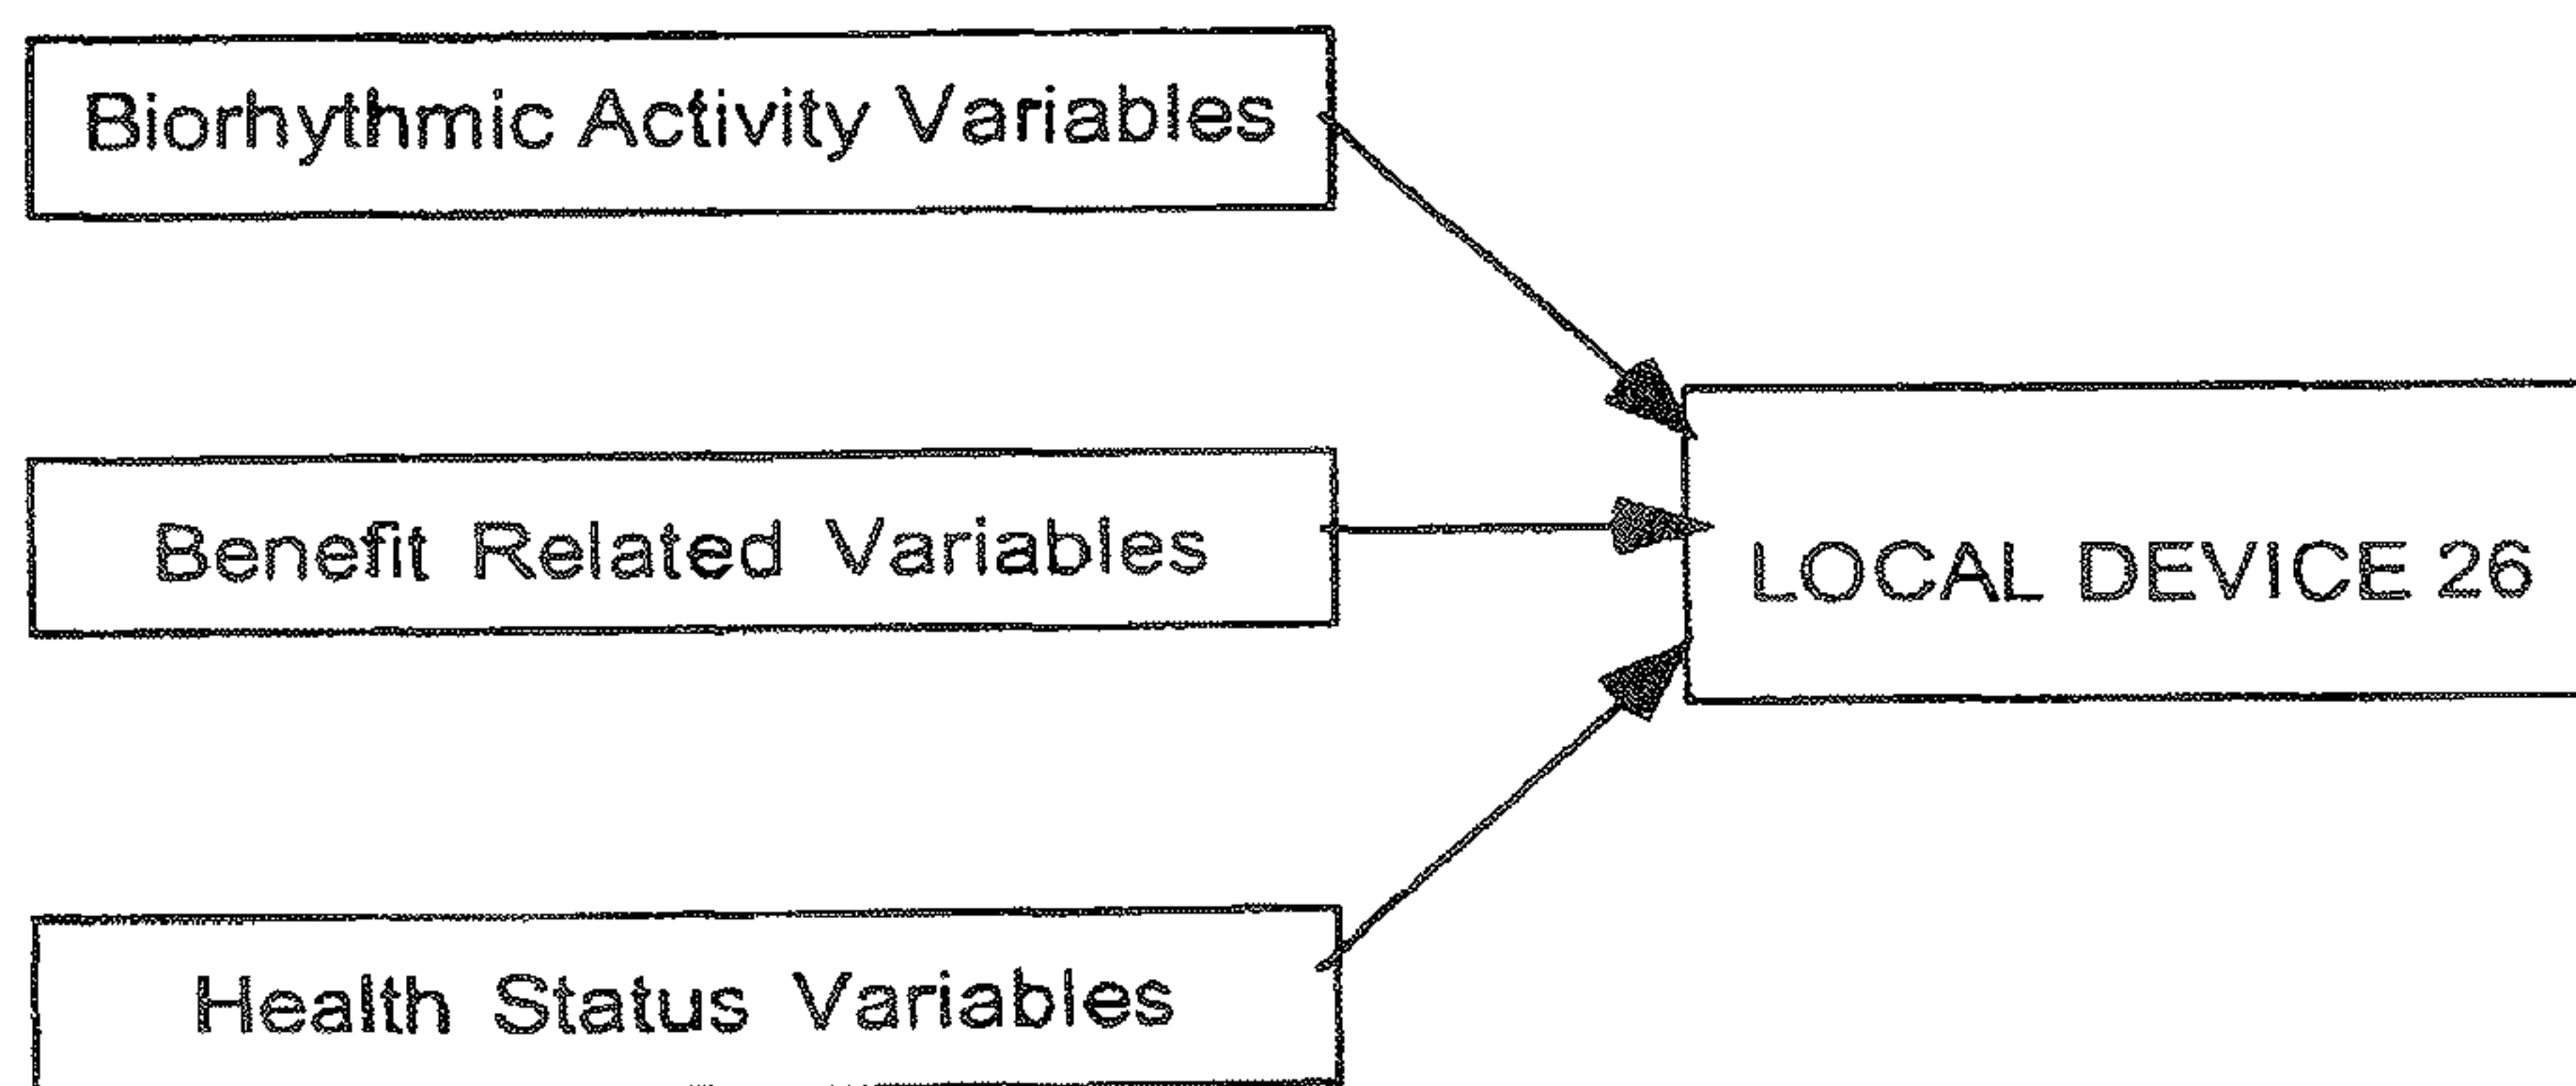 Biorhythmic Activity Variables
Benefit Related Variables
LOCAL DEVICE 26
Health Status Variables